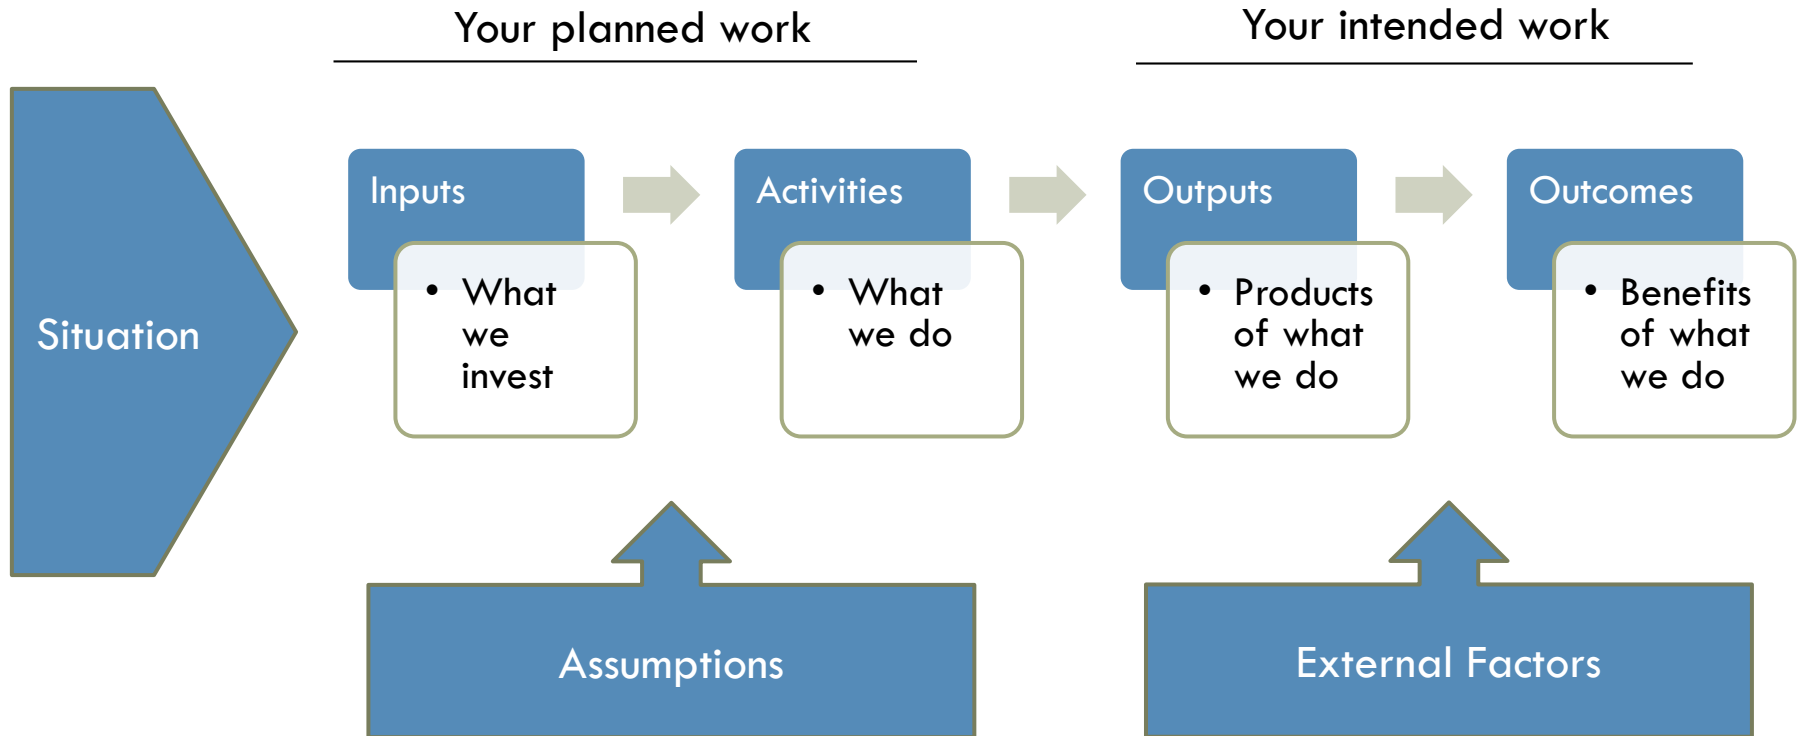 Your planned work
Your intended work
Situation
Inputs
• What
we
invest
Activities
• What
we do
Outputs
• Products
of what
we do
Outcomes
• Benefits
of what
we do
Assumptions
External Factors